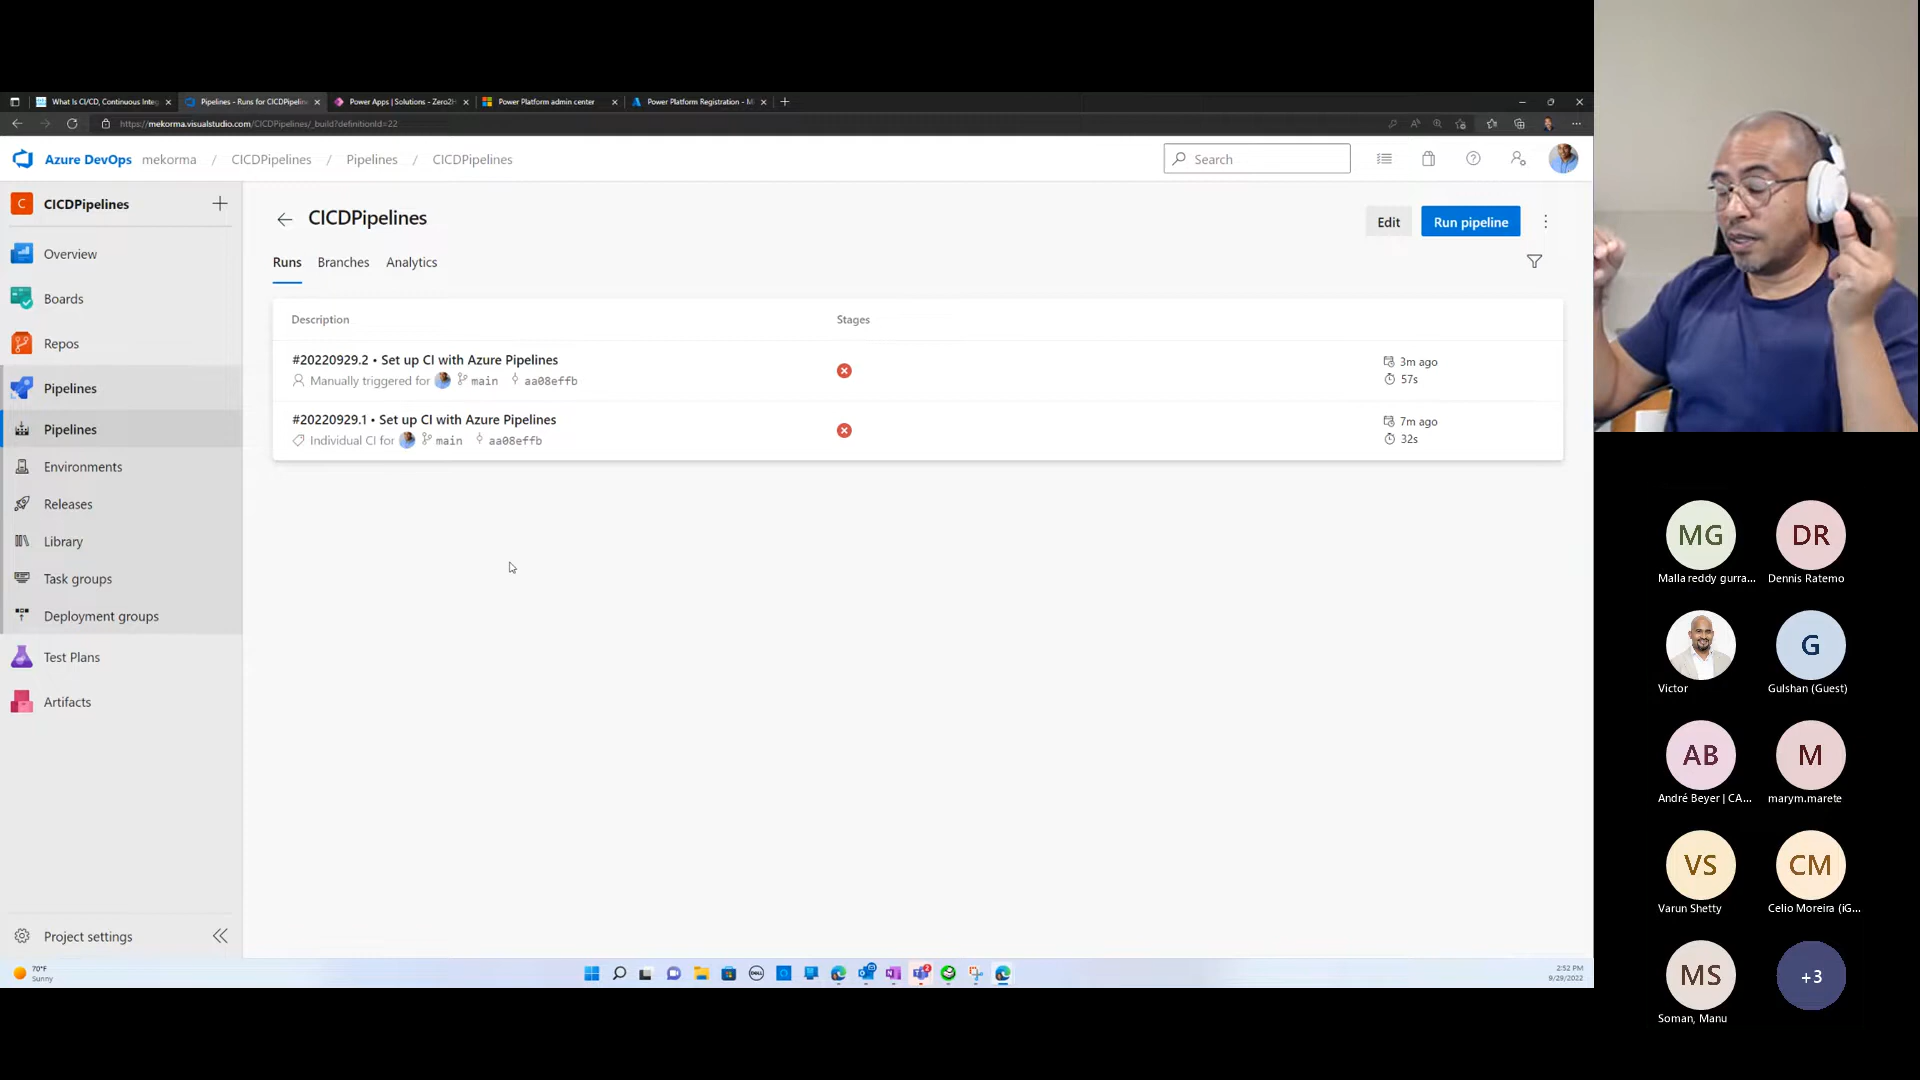 What Is CI/CD, Continuous Integ
Pipelines - Runs for CICDPipelin
Power Apps | Solutions - Zero2H
Power Platform admin center
Power Platform Registration - M
https://mekorma.visualstudio.com/CICDPipelines/_build?definitionId=22
Azure DevOps mekorma / CICDPipelines / Pipelines / CICDPipelines
Search
C CICDPipelines
Overview
Boards
Repos
Pipelines
Pipelines
Environments
Releases
Library
Task groups
Deployment groups
Test Plans
Artifacts
Project settings
CICDPipelines
Edit
Run pipeline
Runs Branches Analytics
Description Stages
#20220929.2 • Set up CI with Azure Pipelines
Manually triggered for main aa08effb
3m ago
57s
#20220929.1 • Set up CI with Azure Pipelines
Individual CI for main aa08effb
7m ago
32s
70°F
Sunny
DELL
2
2:52 PM
9/29/2022
MG
Malla reddy gurra...
DR
Dennis Ratemo
Victor
G
Gulshan (Guest)
AB
André Beyer | CA...
M
marym.marete
VS
Varun Shetty
CM
Celio Moreira (iG...
MS
Soman, Manu
+3